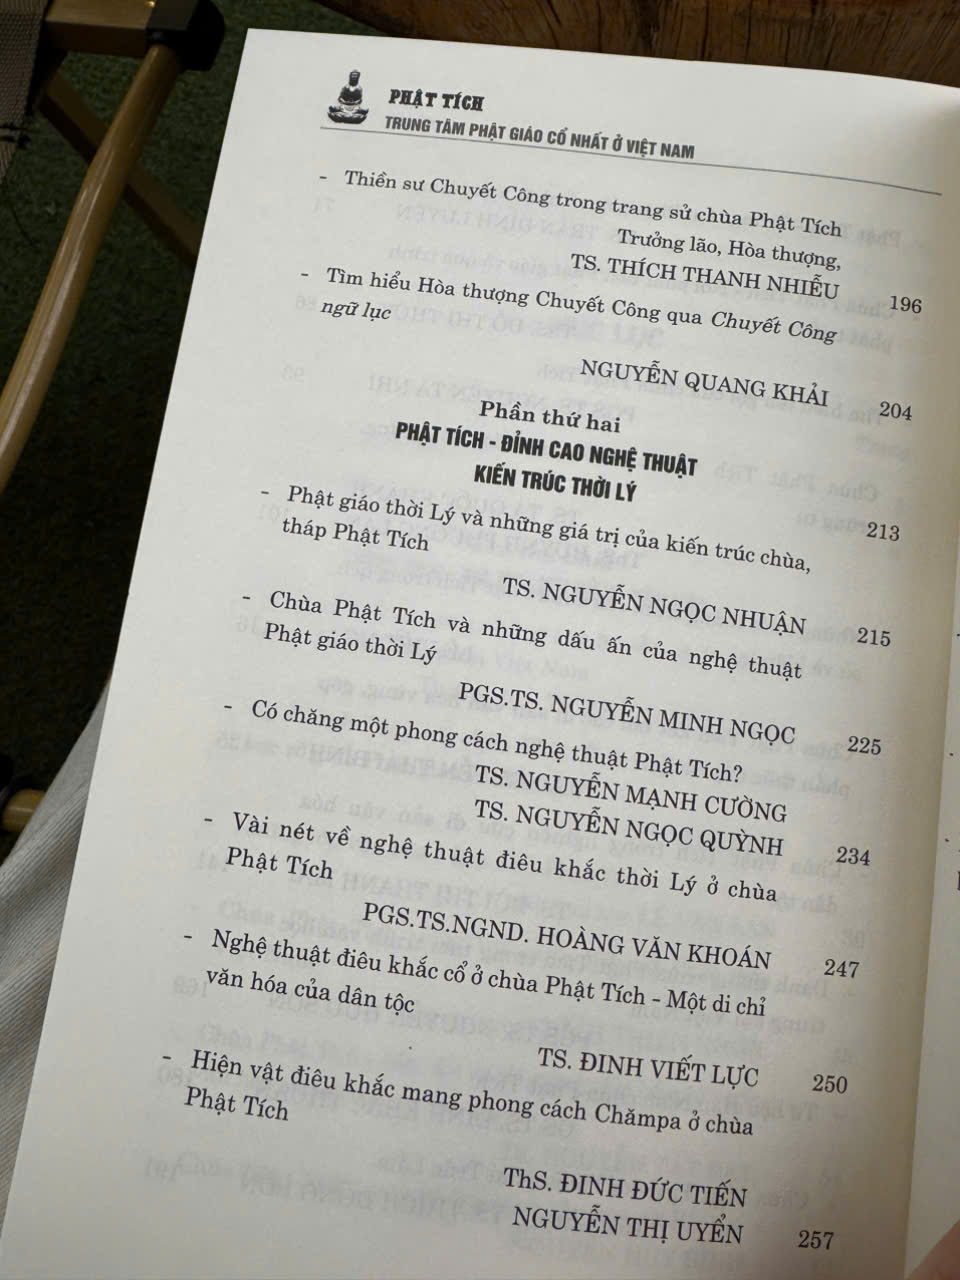 PHẬT TÍCH
TRUNG TÂM PHẬT GIÁO CỔ NHẤT Ở VIỆT NAM
- Thiền sư Chuyết Công trong trang sử chùa Phật Tích
Trưởng lão, Hòa thượng,
TS. THÍCH THANH NHIỄU 196
- Tìm hiểu Hòa thượng Chuyết Công qua Chuyết Công
ngữ lục
NGUYỄN QUANG KHẢI 204
Phần thứ hai
PHẬT TÍCH - ĐỈNH CAO NGHỆ THUẬT
KIẾN TRÚC THỜI LÝ 213
- Phật giáo thời Lý và những giá trị của kiến trúc chùa,
tháp Phật Tích
TS. NGUYỄN NGỌC NHUẬN 215
- Chùa Phật Tích và những dấu ấn của nghệ thuật
Phật giáo thời Lý
PGS.TS. NGUYỄN MINH NGỌC 225
- Có chăng một phong cách nghệ thuật Phật Tích?
TS. NGUYỄN MẠNH CƯỜNG
TS. NGUYỄN NGỌC QUỲNH 234
- Vài nét về nghệ thuật điêu khắc thời Lý ở chùa
Phật Tích
PGS.TS.NGND. HOÀNG VĂN KHOÁN 247
- Nghệ thuật điêu khắc cổ ở chùa Phật Tích - Một di chỉ
văn hóa của dân tộc
TS. ĐINH VIẾT LỰC 250
- Hiện vật điêu khắc mang phong cách Chămpa ở chùa
Phật Tích
ThS. ĐINH ĐỨC TIẾN
NGUYỄN THỊ UYỂN 257